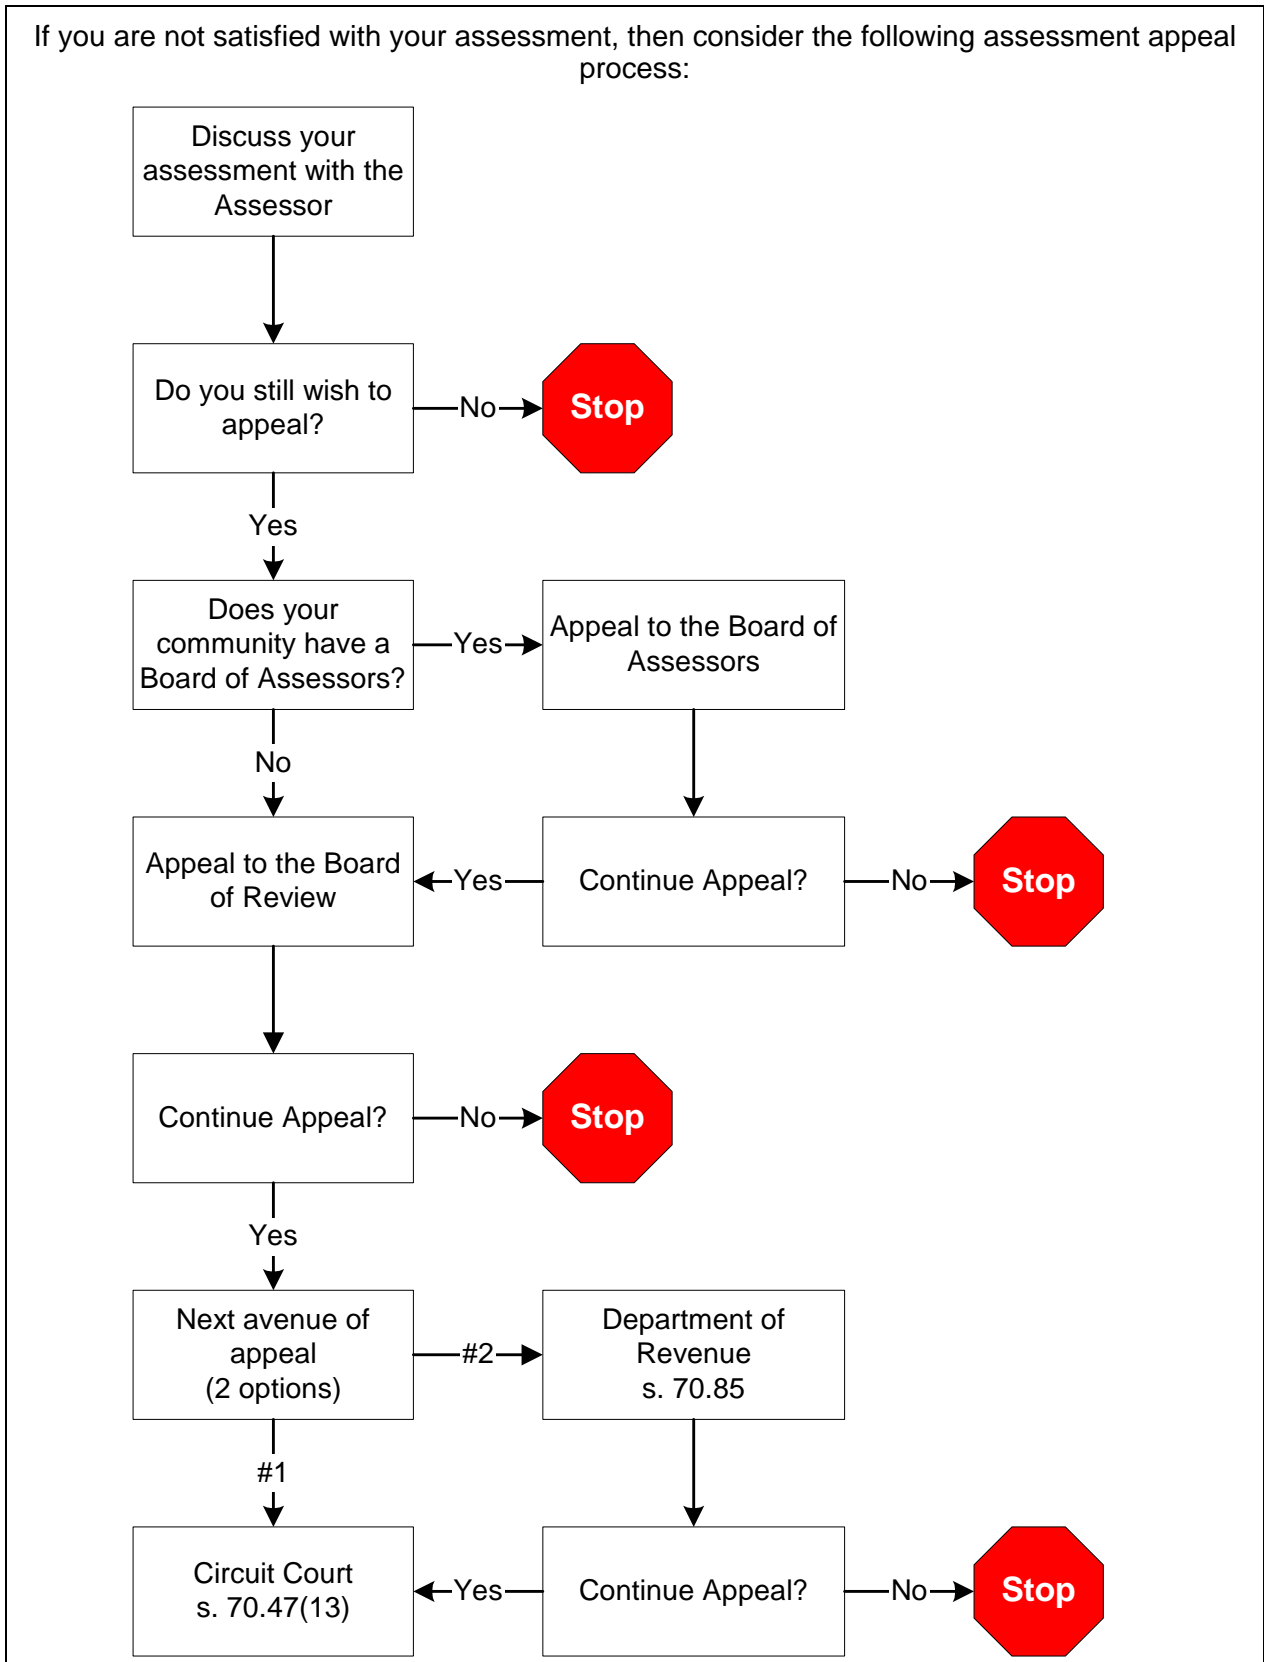 If you are not satisfied with your assessment, then consider the following assessment appeal
process:
Discuss your
assessment with the
Assessor
Do you still wish to
appeal?
No
Stop
Yes
Does your
community have a
Board of Assessors?
Yes
Appeal to the Board of
Assessors
No
Appeal to the Board
of Review
Yes
Continue Appeal?
No
Stop
Continue Appeal?
No
Stop
Yes
Next avenue of
appeal
(2 options)
#2
Department of
Revenue
s. 70.85
#1
Circuit Court
s. 70.47(13)
Yes
Continue Appeal?
No
Stop